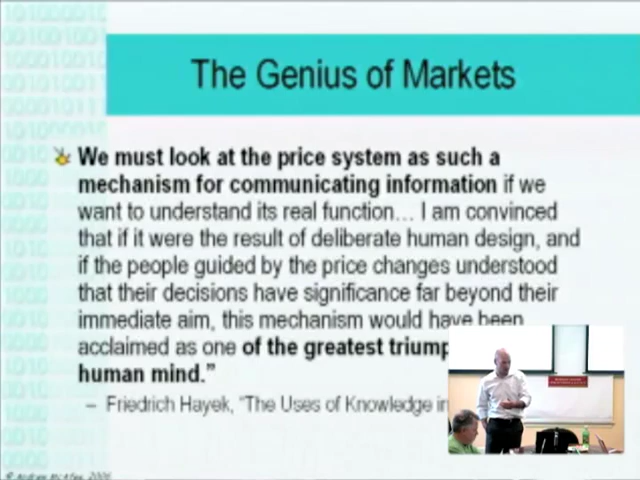 The Genius of Markets
We must look at the price system as such a
mechanism for communicating information if we
want to understand its real function... I am convinced
that if it were the result of deliberate human design, and
if the people guided by the price changes understood
that their decisions have significance far beyond their
immediate aim, this mechanism would have been
acclaimed as one of the greatest
human mind."
– Friedrich Hayek, "The Uses of Knowledge in